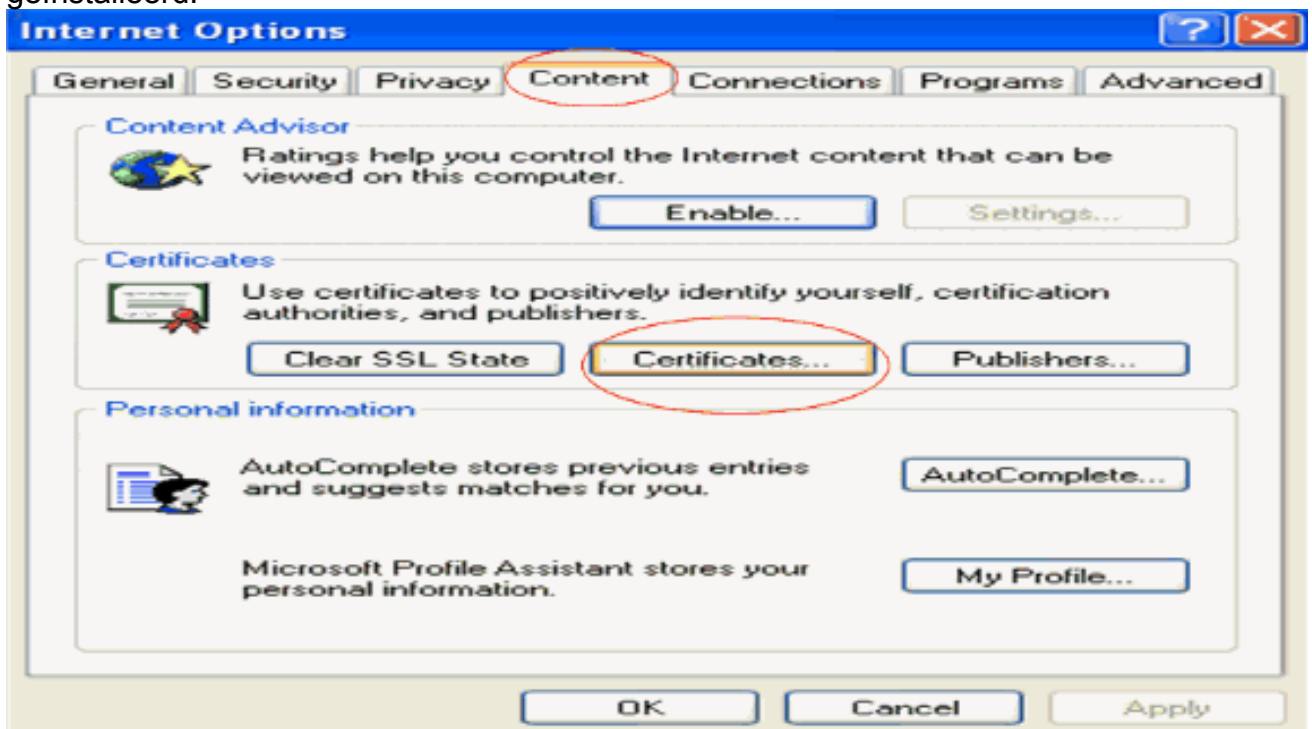 geïnstalleerd.
Internet Options
General Security Privacy Content Connections Programs Advanced
Content Advisor
Ratings help you control the Internet content that can be
viewed on this computer.
Enable... Settings...
Certificates
Use certificates to positively identify yourself, certification
authorities, and publishers.
Clear SSL State Certificates... Publishers...
Personal information
AutoComplete stores previous entries
and suggests matches for you.
AutoComplete...
Microsoft Profile Assistant stores your
personal information.
My Profile...
OK Cancel Apply